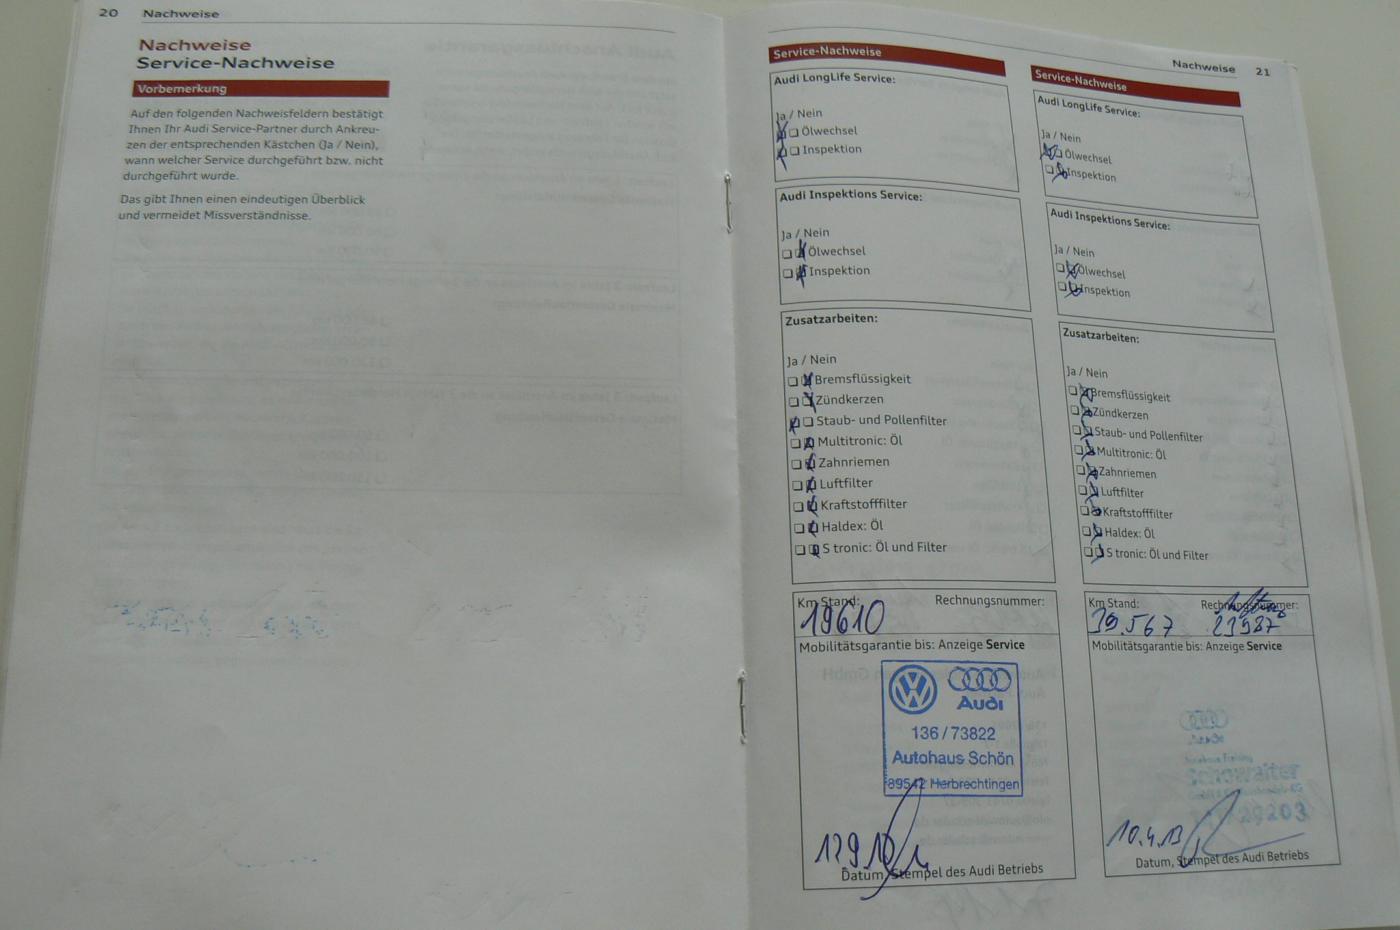 20 Nachweise
Nachweise
Service-Nachweise
Vorbemerkung
Auf den folgenden Nachweisfeldern bestätigt
Ihnen Ihr Audi Service-Partner durch Ankreu-
zen der entsprechenden Kästchen (Ja / Nein),
wann welcher Service durchgeführt bzw. nicht
durchgeführt wurde.
Das gibt Ihnen einen eindeutigen Überblick
und vermeidet Missverständnisse.
Service-Nachweise
Audi LongLife Service:
Ja / Nein
Ölwechsel
Inspektion
Audi Inspektions Service:
Ja / Nein
Ölwechsel
Inspektion
Zusatzarbeiten:
Ja / Nein
Bremsflüssigkeit
Zündkerzen
Staub- und Pollenfilter
Multitronic: Öl
Zahnriemen
Luftfilter
Kraftstofffilter
Haldex: Öl
S tronic: Öl und Filter
Km Stand: Rechnungsnummer:
19610
Mobilitätsgarantie bis: Anzeige Service
Audi
136 / 73822
Autohaus Schön
89542 Herbrechtingen
Datum, Stempel des Audi Betriebs
Nachweise 21
Service-Nachweise
Audi LongLife Service:
Ja / Nein
Ölwechsel
Inspektion
Audi Inspektions Service:
Ja / Nein
Ölwechsel
Inspektion
Zusatzarbeiten:
Ja / Nein
Bremsflüssigkeit
Zündkerzen
Staub- und Pollenfilter
Multitronic: Öl
Zahnriemen
Luftfilter
Kraftstofffilter
Haldex: Öl
S tronic: Öl und Filter
Km Stand: Rechnungsnummer:
39.567 23987
Mobilitätsgarantie bis: Anzeige Service
10.4.13
Datum, Stempel des Audi Betriebs